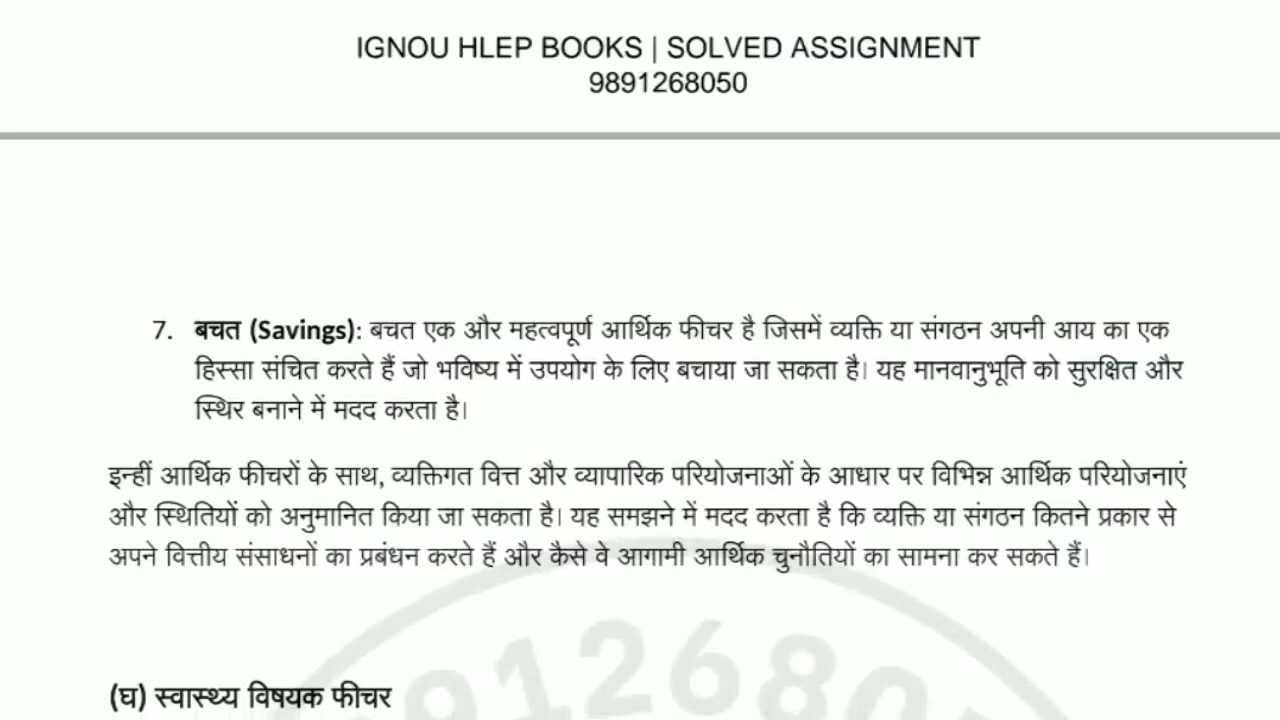 IGNOU HLEP BOOKS | SOLVED ASSIGNMENT
9891268050
7. बचत (Savings): बचत एक और महत्वपूर्ण आर्थिक फीचर है जिसमें व्यक्ति या संगठन अपनी आय का एक
हिस्सा संचित करते हैं जो भविष्य में उपयोग के लिए बचाया जा सकता है। यह मानवानुभूति को सुरक्षित और
स्थिर बनाने में मदद करता है।
इन्हीं आर्थिक फीचरों के साथ, व्यक्तिगत वित्त और व्यापारिक परियोजनाओं के आधार पर विभिन्न आर्थिक परियोजनाएं
और स्थितियों को अनुमानित किया जा सकता है। यह समझने में मदद करता है कि व्यक्ति या संगठन कितने प्रकार से
अपने वित्तीय संसाधनों का प्रबंधन करते हैं और कैसे वे आगामी आर्थिक चुनौतियों का सामना कर सकते हैं।
(घ) स्वास्थ्य विषयक फीचर